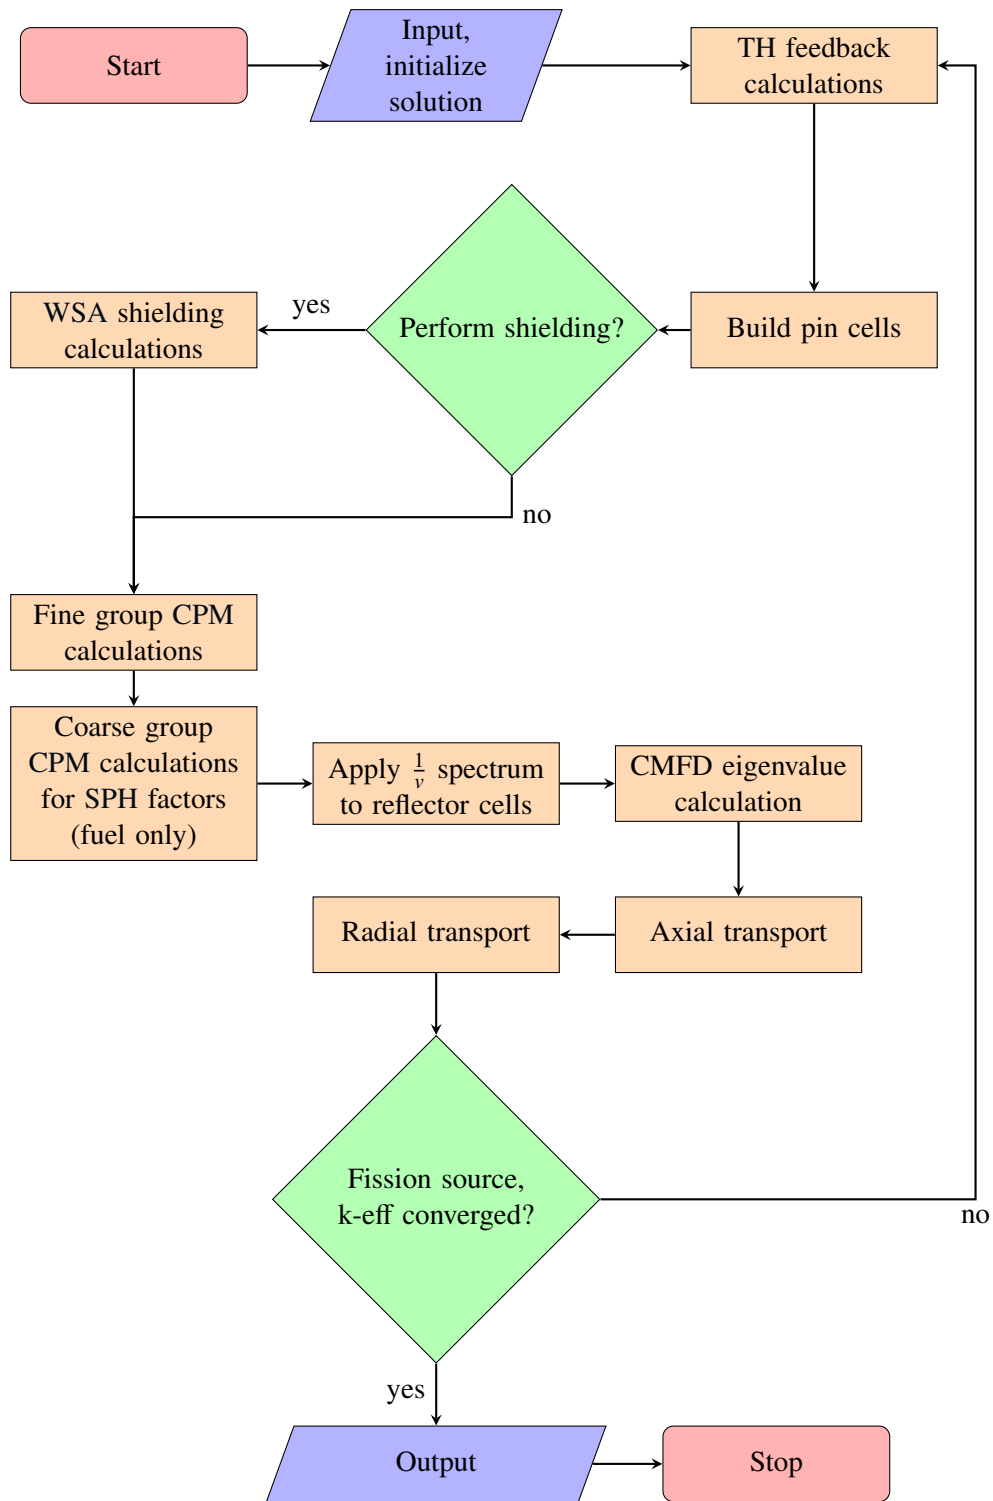 Start
Input,
initialize
solution
TH feedback
calculations
WSA shielding
calculations
yes
Perform shielding?
Build pin cells
no
Fine group CPM
calculations
Coarse group
CPM calculations
for SPH factors
(fuel only)
Apply 1/v spectrum
to reflector cells
CMFD eigenvalue
calculation
Radial transport
Axial transport
Fission source,
k-eff converged?
no
yes
Output
Stop